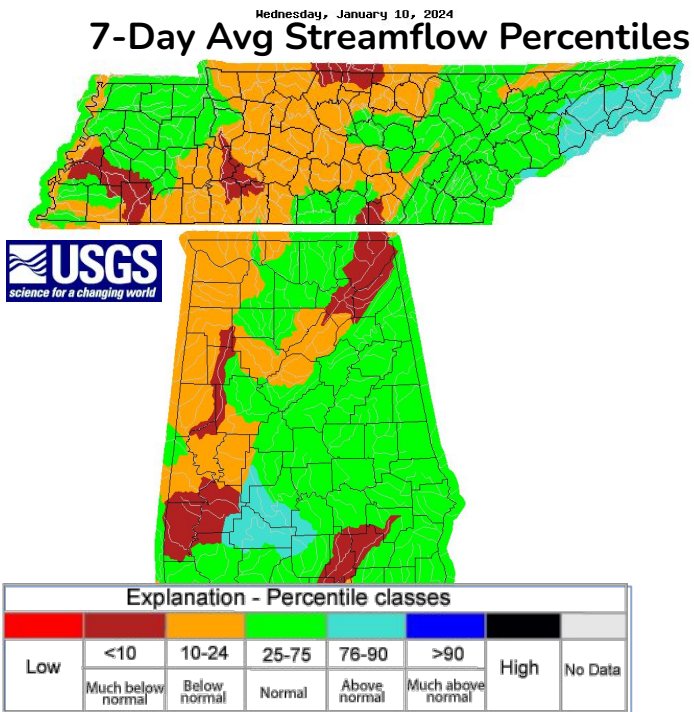 Wednesday, January 10, 2024
7-Day Avg Streamflow Percentiles
USGS
science for a changing world
Explanation - Percentile classes
Low
<10
10-24
25-75
76-90
>90
High
No Data
Much below normal
Below normal
Normal
Above normal
Much above normal